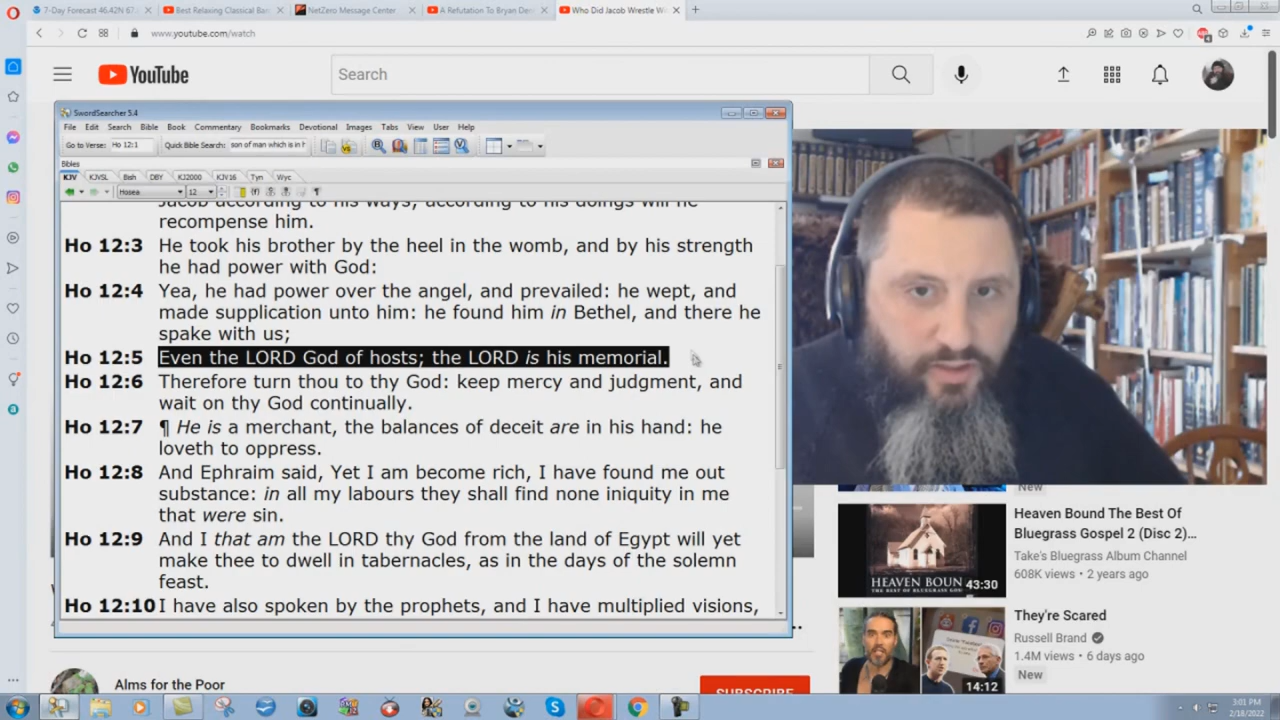 7-Day Forecast 46.42N 67.
Best Relaxing Classical Bar
NetZero Message Center
A Refutation To Bryan Den
Who Did Jacob Wrestle Wi
www.youtube.com/watch
YouTube
Search
SwordSearcher 5.4
File Edit Search Bible Book Commentary Bookmarks Devotional Images Tabs View User Help
Go to Verse: Ho 12:1 Quick Bible Search: son of man which is in h
Bibles
KJV KJVSL Bish DBY KJ2000 KJV16 Tyn Wyc
Hosea 12
Jacob according to his ways; according to his doings will he
recompense him.
Ho 12:3 He took his brother by the heel in the womb, and by his strength
he had power with God:
Ho 12:4 Yea, he had power over the angel, and prevailed: he wept, and
made supplication unto him: he found him in Bethel, and there he
spake with us;
Ho 12:5 Even the LORD God of hosts; the LORD is his memorial.
Ho 12:6 Therefore turn thou to thy God: keep mercy and judgment, and
wait on thy God continually.
Ho 12:7 ¶ He is a merchant, the balances of deceit are in his hand: he
loveth to oppress.
Ho 12:8 And Ephraim said, Yet I am become rich, I have found me out
substance: in all my labours they shall find none iniquity in me
that were sin.
Ho 12:9 And I that am the LORD thy God from the land of Egypt will yet
make thee to dwell in tabernacles, as in the days of the solemn
feast.
Ho 12:10 I have also spoken by the prophets, and I have multiplied visions,
New
HEAVEN BOUN
43:30
Heaven Bound The Best Of
Bluegrass Gospel 2 (Disc 2)...
Take's Bluegrass Album Channel
608K views • 2 years ago
14:12
They're Scared
Russell Brand
1.4M views • 6 days ago
New
Alms for the Poor
SUBSCRIBE
3:01 PM
2/18/2022